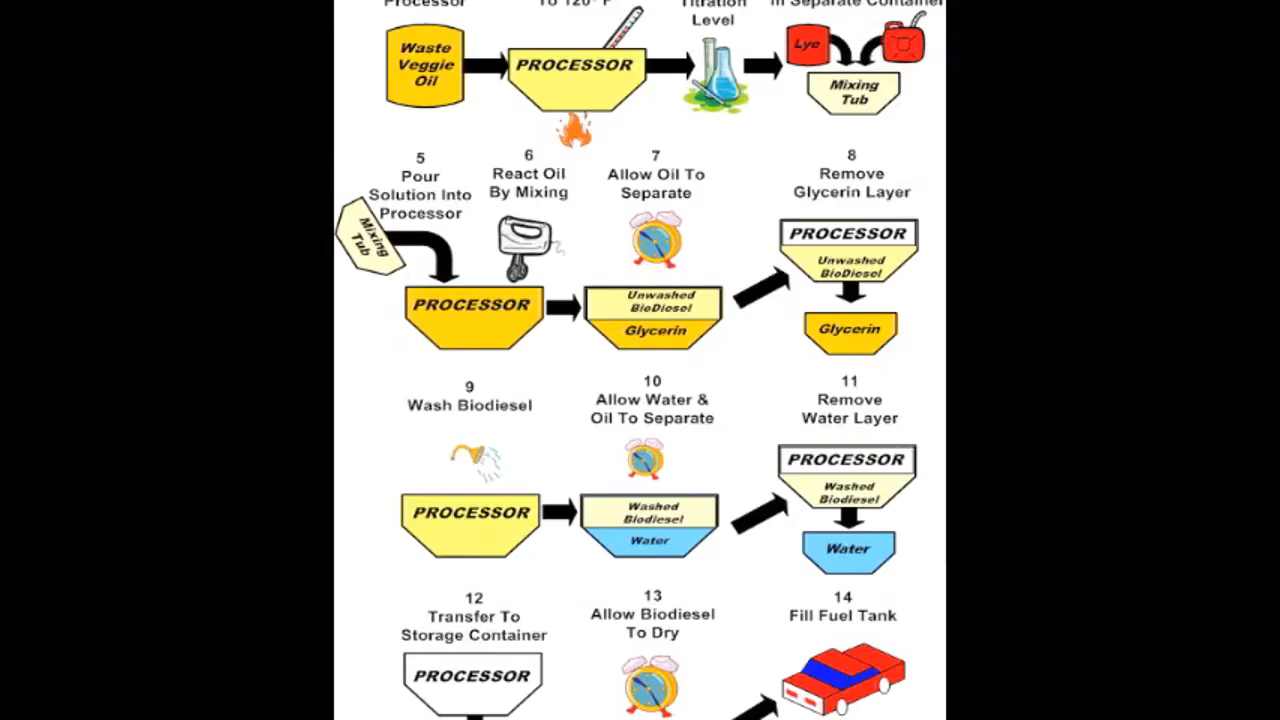 Processor
To 120° F
Titration
Level
In Separate Container
Waste
Veggie
Oil
PROCESSOR
Lye
Mixing
Tub
5
Pour
Solution Into
Processor
6
React Oil
By Mixing
7
Allow Oil To
Separate
8
Remove
Glycerin Layer
Mixing
Tub
PROCESSOR
Unwashed
BioDiesel
Glycerin
PROCESSOR
Unwashed
BioDiesel
Glycerin
9
Wash Biodiesel
10
Allow Water &
Oil To Separate
11
Remove
Water Layer
PROCESSOR
Washed
Biodiesel
Water
PROCESSOR
Washed
Biodiesel
Water
12
Transfer To
Storage Container
13
Allow Biodiesel
To Dry
14
Fill Fuel Tank
PROCESSOR